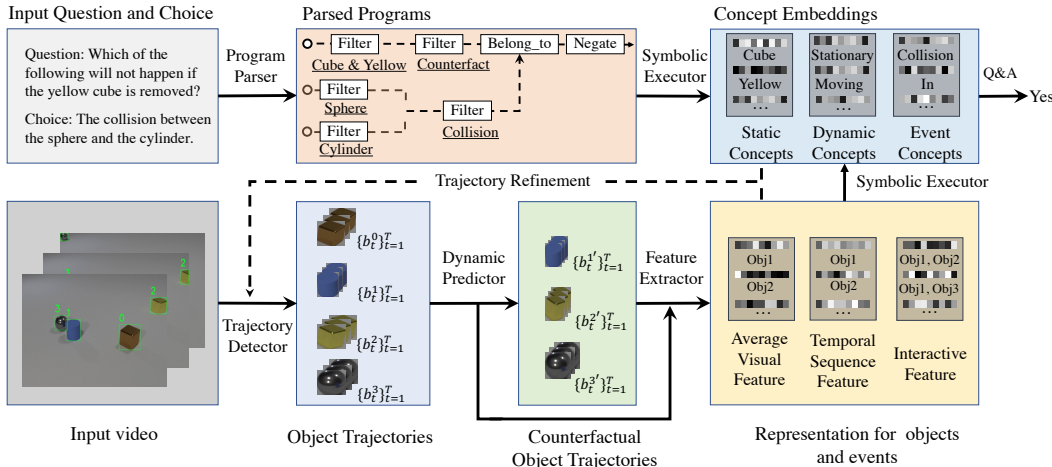 Input Question and Choice
Question: Which of the
following will not happen if
the yellow cube is removed?
Choice: The collision between
the sphere and the cylinder.
Program
Parser
Parsed Programs
Filter
Filter
Belong_to
Negate
Cube & Yellow
Counterfact
Filter
Sphere
Filter
Collision
Filter
Cylinder
Symbolic
Executor
Concept Embeddings
Cube
Yellow
...
Stationary
Moving
...
Collision
In
...
Static
Concepts
Dynamic
Concepts
Event
Concepts
Q&A
Yes
Trajectory Refinement
Symbolic Executor
3
1
0
2
2
Input video
Trajectory
Detector
{b_t^0}_{t=1}^T
{b_t^1}_{t=1}^T
{b_t^2}_{t=1}^T
{b_t^3}_{t=1}^T
Object Trajectories
Dynamic
Predictor
{b_t^{1'}}_{t=1}^T
{b_t^{2'}}_{t=1}^T
{b_t^{3'}}_{t=1}^T
Counterfactual
Object Trajectories
Feature
Extractor
Obj1
Obj2
...
Obj1
Obj2
...
Obj1, Obj2
Obj1, Obj3
...
Average
Visual
Feature
Temporal
Sequence
Feature
Interactive
Feature
Representation for objects
and events